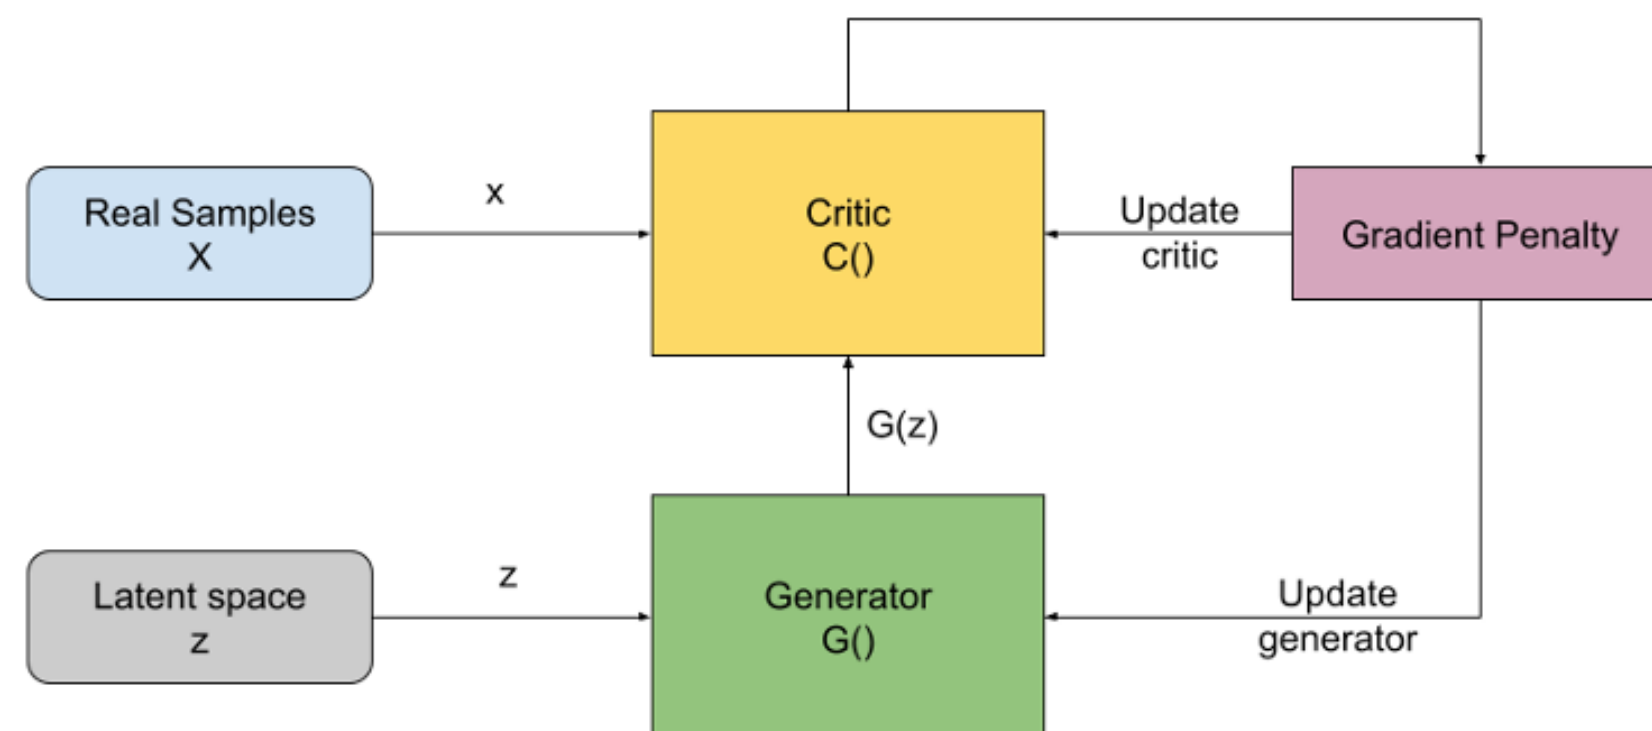 Real Samples
X
x
Critic
C()
Update
critic
Gradient Penalty
G(z)
Latent space
z
z
Generator
G()
Update
generator